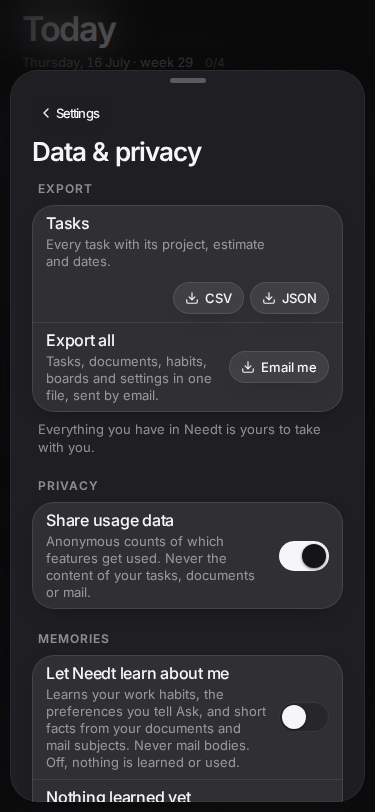 Today
Thursday, 16 July · week 29 0/4
Settings
Data & privacy
EXPORT
Tasks
Every task with its project, estimate
and dates.
CSV
JSON
Export all
Tasks, documents, habits,
boards and settings in one
file, sent by email.
Email me
Everything you have in Needt is yours to take
with you.
PRIVACY
Share usage data
Anonymous counts of which
features get used. Never the
content of your tasks, documents
or mail.
MEMORIES
Let Needt learn about me
Learns your work habits, the
preferences you tell Ask, and short
facts from your documents and
mail subjects. Never mail bodies.
Off, nothing is learned or used.
Nothing learned yet